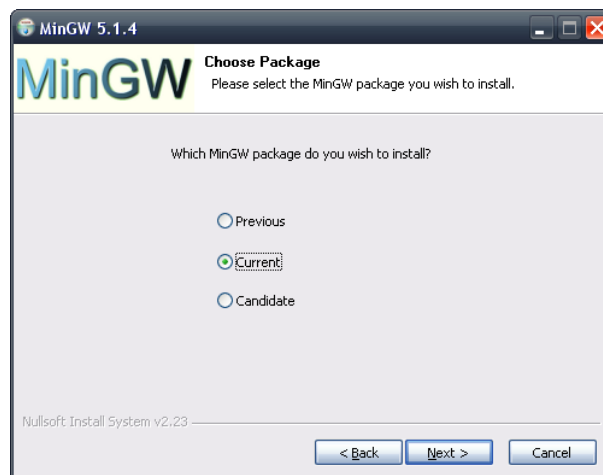 MinGW 5.1.4
MinGW
Choose Package
Please select the MinGW package you wish to install.
Which MinGW package do you wish to install?
Previous
Current
Candidate
Nullsoft Install System v2.23
< Back Next > Cancel